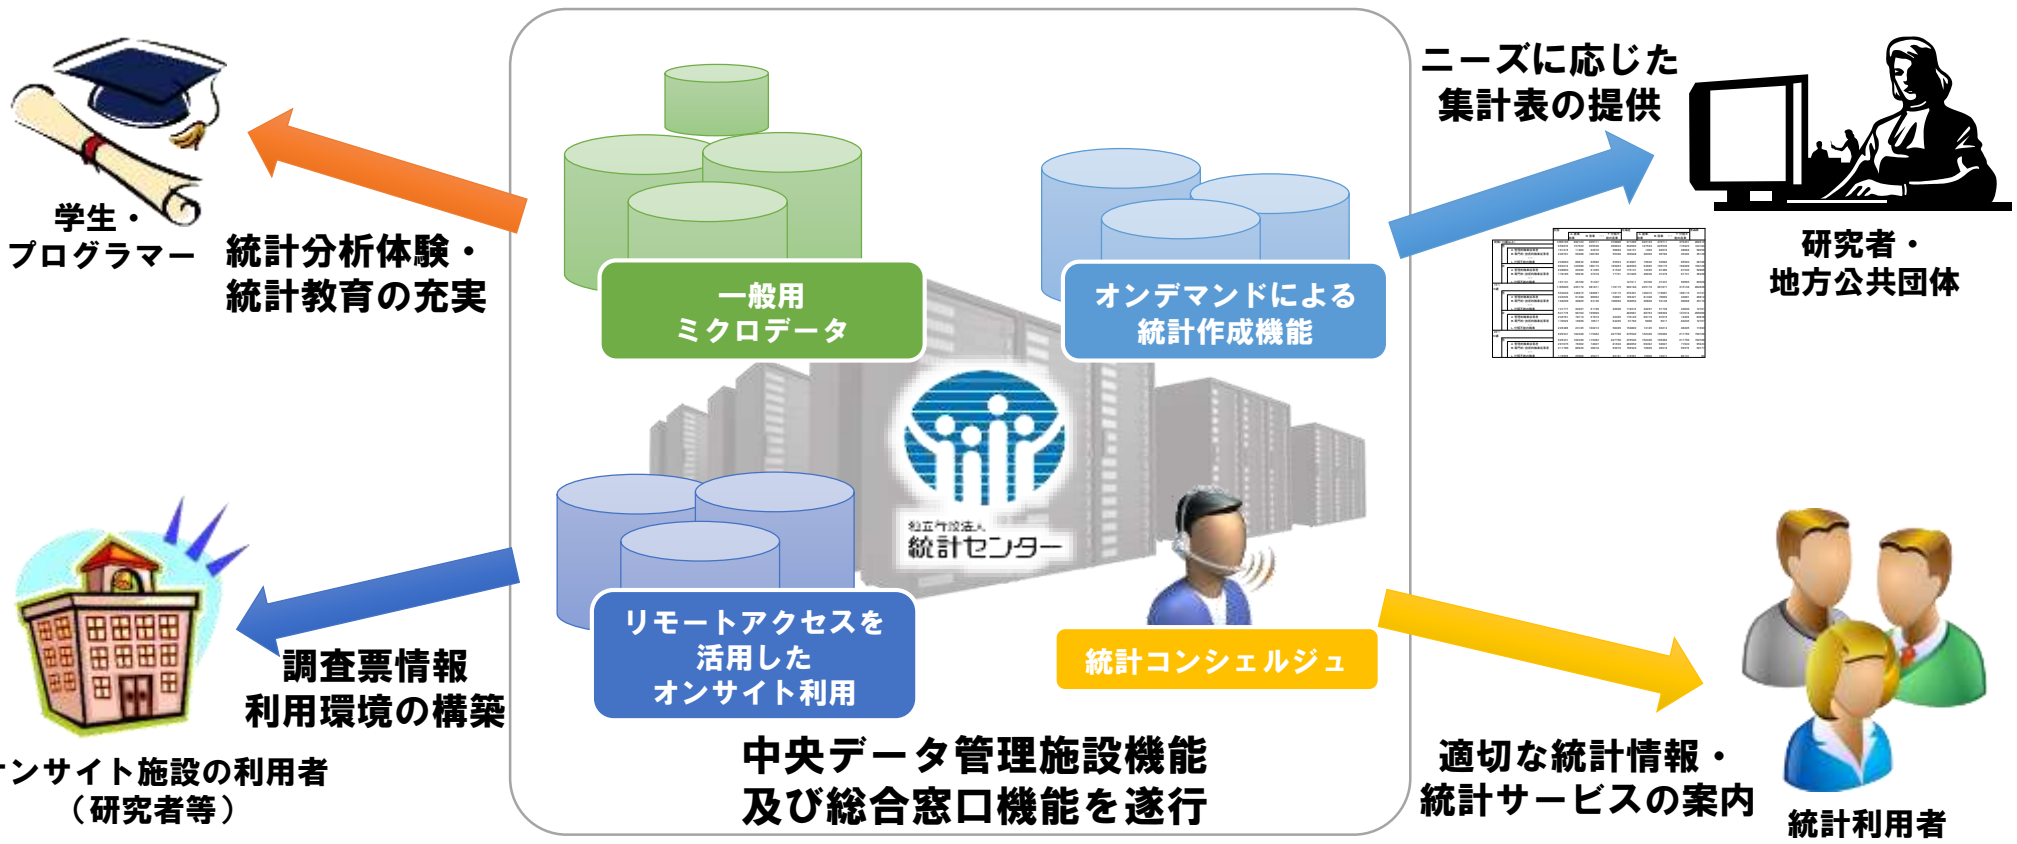 学生・
プログラマー
統計分析体験・
統計教育の充実
一般用
ミクロデータ
オンデマンドによる
統計作成機能
ニーズに応じた
集計表の提供
研究者・
地方公共団体
独立行政法人
統計センター
リモートアクセスを
活用した
オンサイト利用
統計コンシェルジュ
調査票情報
利用環境の構築
オンサイト施設の利用者
（研究者等）
中央データ管理施設機能
及び総合窓口機能を遂行
適切な統計情報・
統計サービスの案内
統計利用者